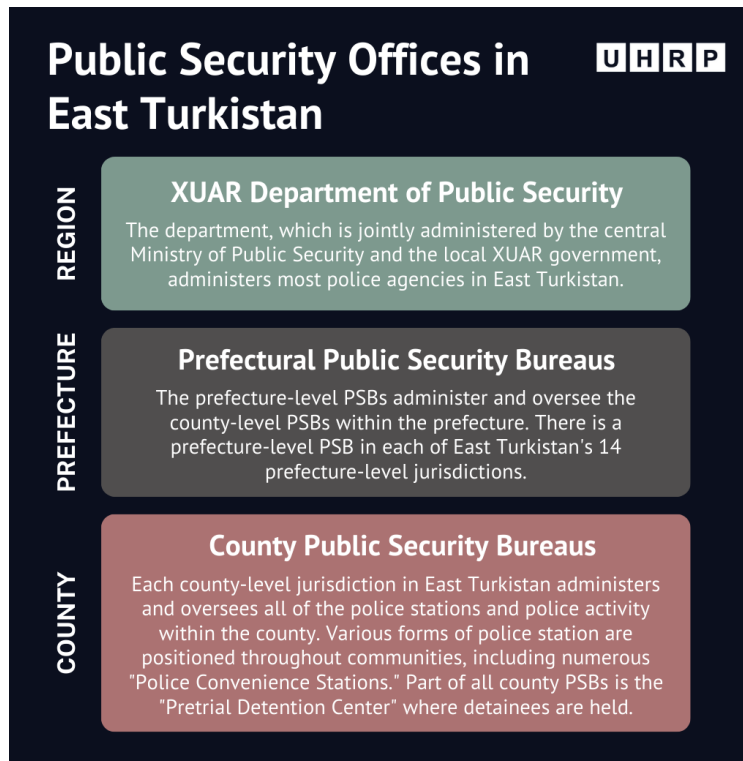 Public Security Offices in
East Turkistan
UHRP
REGION
XUAR Department of Public Security
The department, which is jointly administered by the central
Ministry of Public Security and the local XUAR government,
administers most police agencies in East Turkistan.
PREFECTURE
Prefectural Public Security Bureaus
The prefecture-level PSBs administer and oversee the
county-level PSBs within the prefecture. There is a
prefecture-level PSB in each of East Turkistan's 14
prefecture-level jurisdictions.
COUNTY
County Public Security Bureaus
Each county-level jurisdiction in East Turkistan administers
and oversees all of the police stations and police activity
within the county. Various forms of police station are
positioned throughout communities, including numerous
"Police Convenience Stations." Part of all county PSBs is the
"Pretrial Detention Center" where detainees are held.